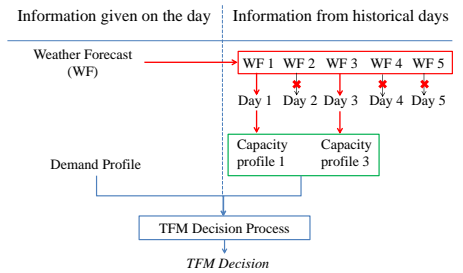 Information given on the day
Information from historical days
Weather Forecast
(WF)
WF 1 WF 2 WF 3 WF 4 WF 5
Day 1 Day 2 Day 3 Day 4 Day 5
Capacity
profile 1
Capacity
profile 3
Demand Profile
TFM Decision Process
TFM Decision